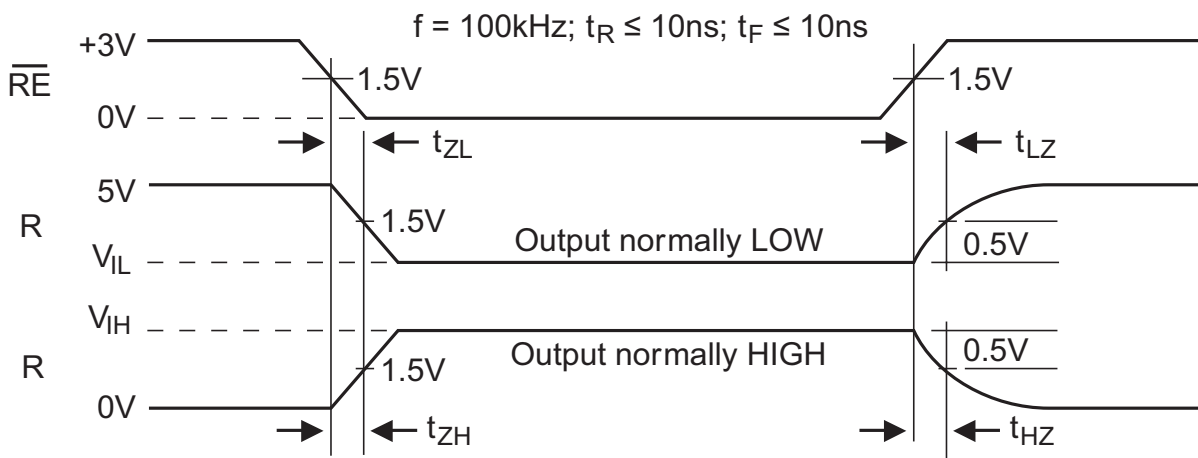 f = 100kHz; tR ≤ 10ns; tF ≤ 10ns
+3V
R̅E̅
1.5V
1.5V
0V
tZL
tLZ
5V
R
1.5V
Output normally LOW
0.5V
VIL
VIH
Output normally HIGH
0.5V
R
1.5V
0V
tZH
tHZ